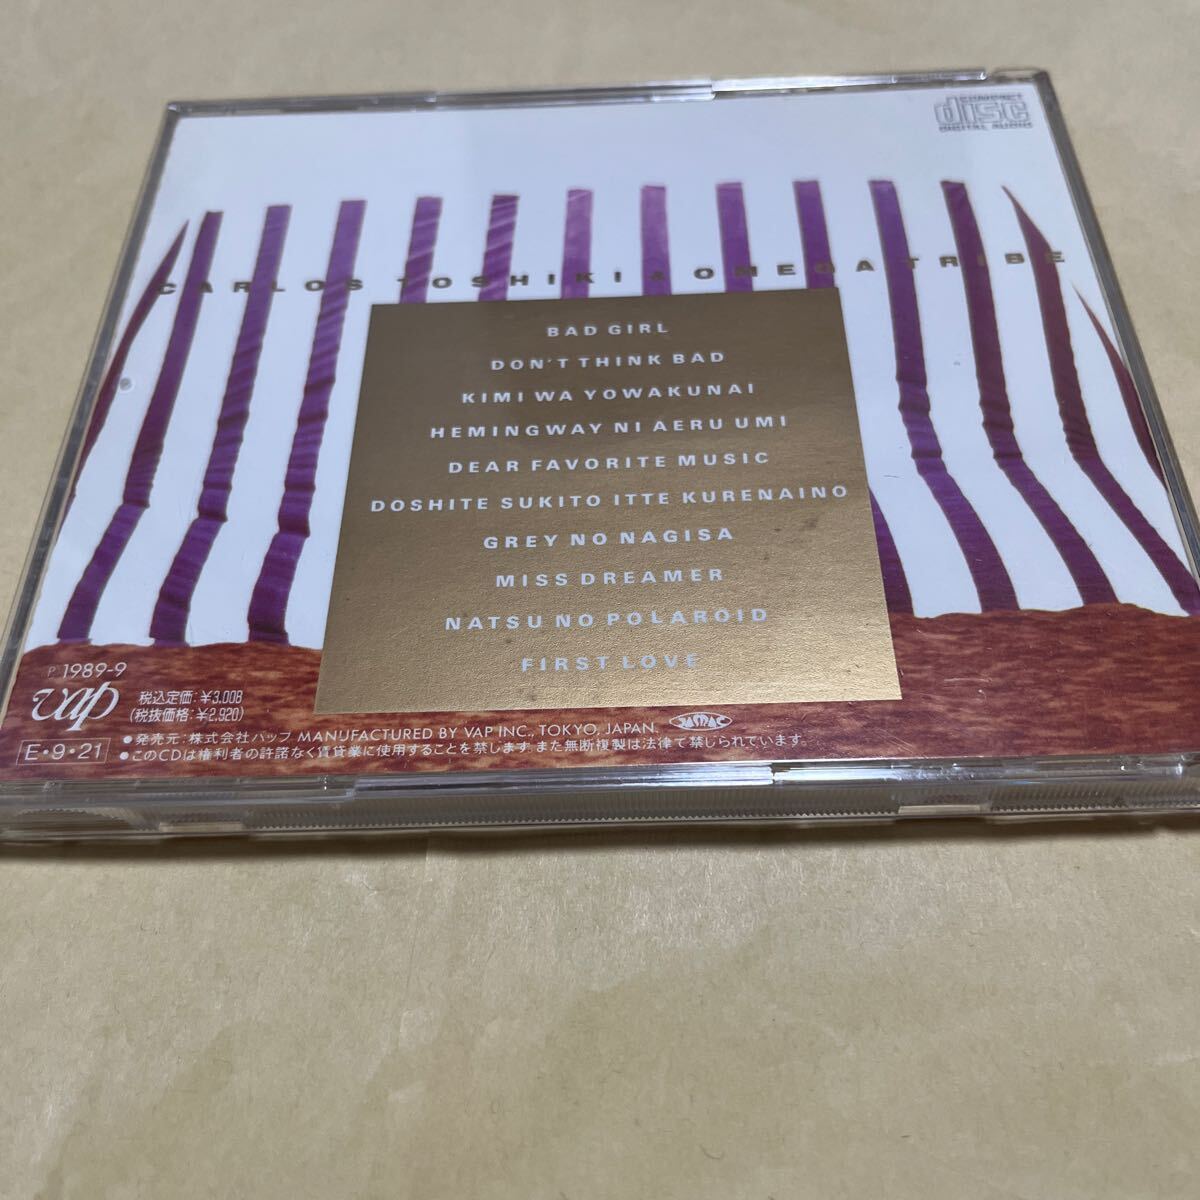 COMPACT
disc
DIGITAL AUDIO
CARLOS TOSHIKI & OMEGA TRIBE
BAD GIRL
DON'T THINK BAD
KIMI WA YOWAKUNAI
HEMINGWAY NI AERU UMI
DEAR FAVORITE MUSIC
DOSHITE SUKITO ITTE KURENAINO
GREY NO NAGISA
MISS DREAMER
NATSU NO POLAROID
FIRST LOVE
P 1989-9
vap
税込定価:¥3,008
(税抜価格:¥2,920)
E・9・21
●発売元:株式会社バップ MANUFACTURED BY VAP INC., TOKYO, JAPAN.
JASRAC
●このCDは権利者の許諾なく賃貸業に使用することを禁じます。また無断複製は法律で禁じられています。